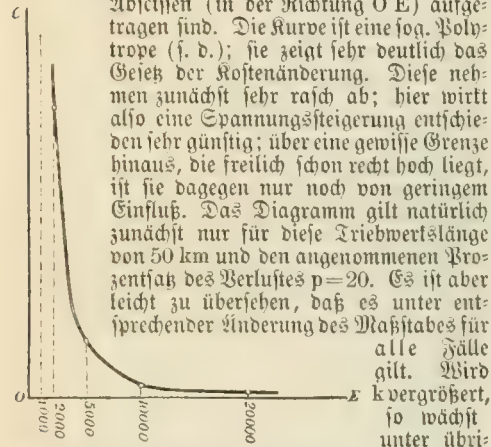 C
Abscissen (in der Richtung O E) aufge-
tragen sind. Die Kurve ist eine sog. Poly-
trope (s. d.); sie zeigt sehr deutlich das
Gesetz der Kostenänderung. Diese neh-
men zunächst sehr rasch ab; hier wirkt
also eine Spannungssteigerung entschie-
den sehr günstig; über eine gewisse Grenze
hinaus, die freilich schon recht hoch liegt,
ist sie dagegen nur noch von geringem
Einfluß. Das Diagramm gilt natürlich
zunächst nur für diese Triebwerkslänge
von 50 km und den angenommenen Pro-
zentsatz des Verlustes p=20. Es ist aber
leicht zu übersehen, daß es unter ent-
sprechender Änderung des Maßstabes für
alle Fälle
gilt. Wird
k vergrößert,
so wächst
unter übri-
O
E
1000
2000
5000
10000
20000